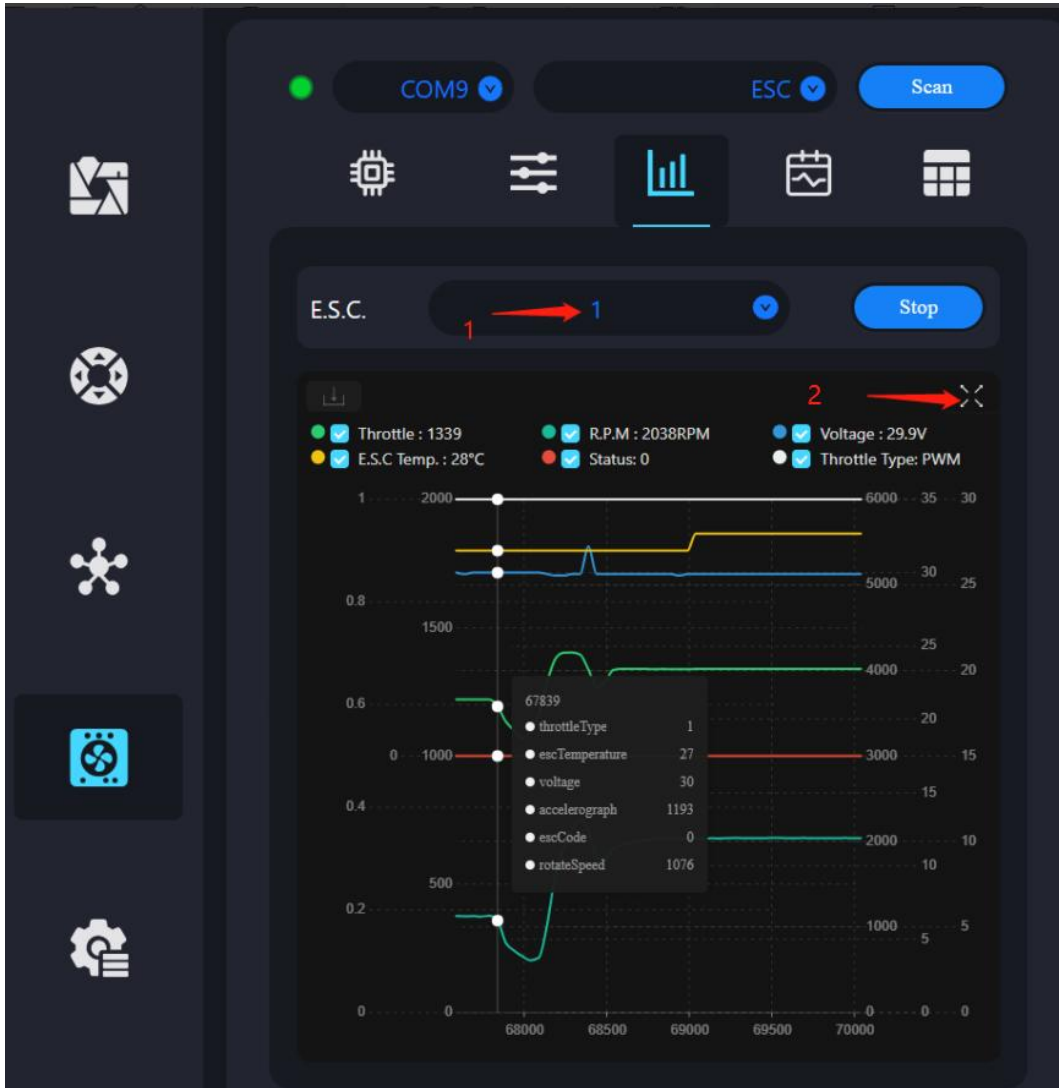 COM9 ESC Scan
E.S.C. 1 1 Stop
2
Throttle : 1339 R.P.M : 2038RPM Voltage : 29.9V
E.S.C Temp. : 28°C Status: 0 Throttle Type: PWM
1 2000 6000 35 30
5000 30 25
0.8
1500
25
4000 20
0.6
67839
20
throttleType 1
0 1000 escTemperature 27 3000 15
voltage 30
15
0.4
accelerograph 1193
escCode 0 2000 10
rotateSpeed 1076 10
500
0.2
1000 5
5
0 0 0 0 0
68000 68500 69000 69500 70000